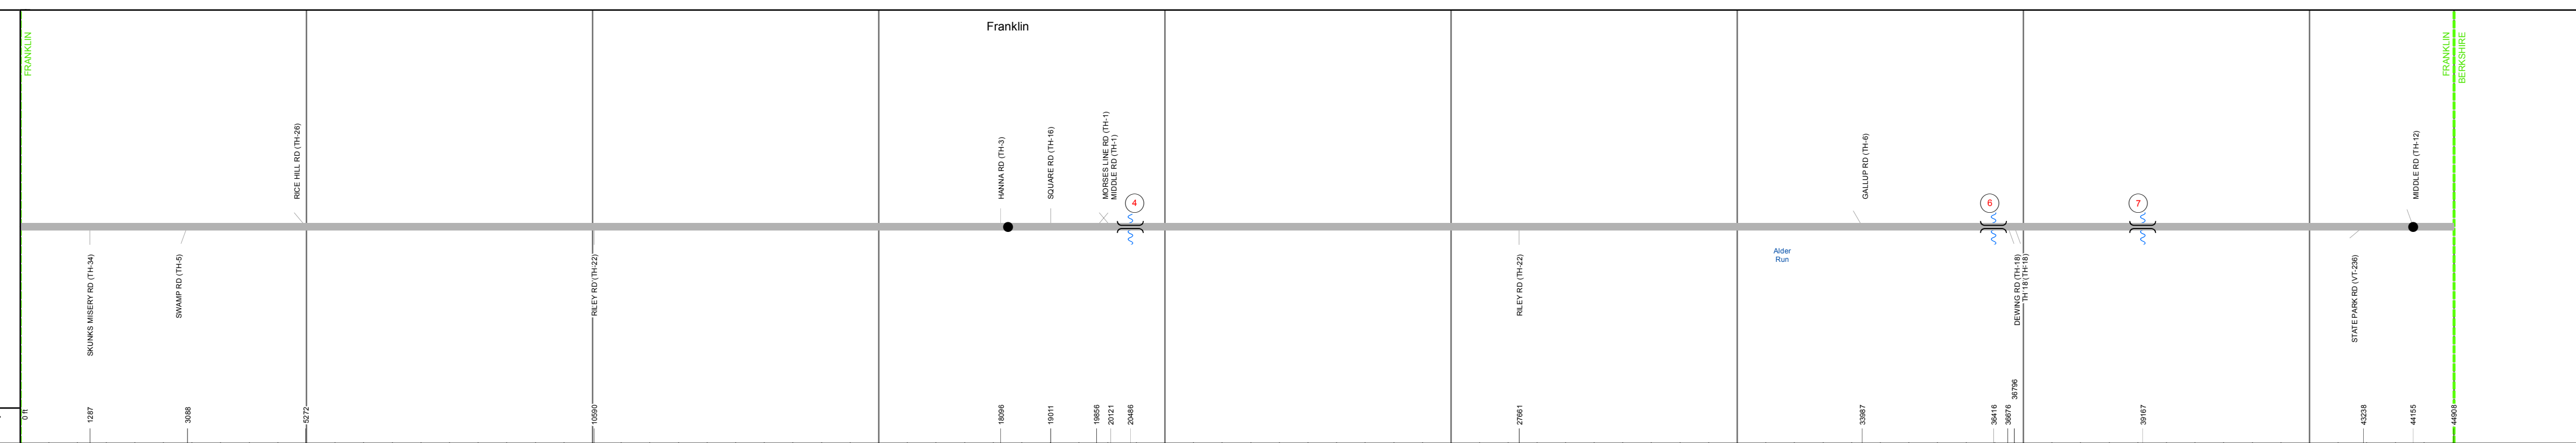 Franklin
FRANKLIN
FRANKLIN
BERKSHIRE
RICE HILL RD (TH-26)
HANNA RD (TH-3)
SQUARE RD (TH-16)
MORSES LINE RD (TH-1)
MIDDLE RD (TH-1)
GALLUP RD (TH-6)
MIDDLE RD (TH-12)
4
6
7
SKUNKS MISERY RD (TH-34)
SWAMP RD (TH-5)
RILEY RD (TH-22)
RILEY RD (TH-22)
Alder
Run
DEWING RD (TH-18)
TH 18 (TH-18)
STATE PARK RD (VT-236)
0 ft
1287
3088
5272
10590
18096
19011
19856
20121
20486
27661
33987
36416
36676
36796
39167
43238
44155
44908